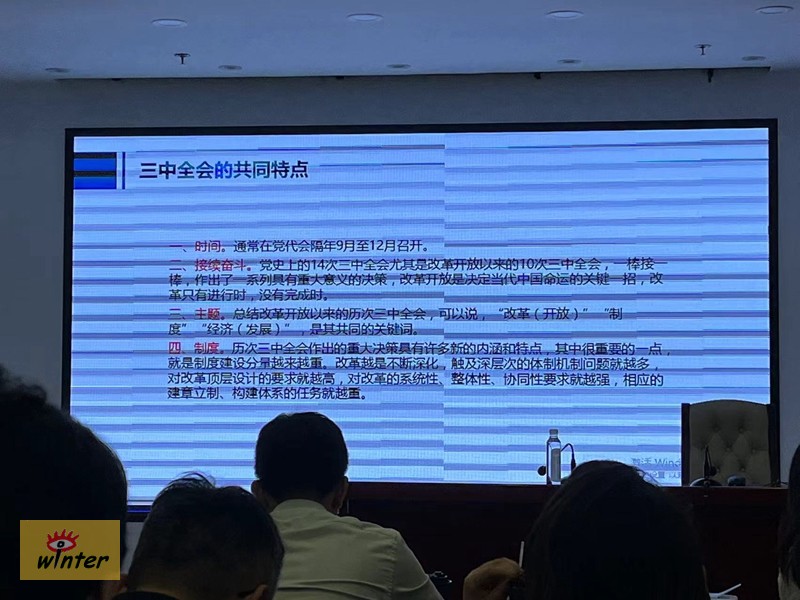 三中全会的共同特点
一、时间。通常在党代会隔年9月至12月召开。
二、接续奋斗。党史上的14次三中全会尤其是改革开放以来的10次三中全会，一棒接一
棒，作出了一系列具有重大意义的决策，改革开放是决定当代中国命运的关键一招，改
革只有进行时，没有完成时。
三、主题。总结改革开放以来的历次三中全会，可以说，“改革（开放）”“制
度”“经济（发展）”，是其共同的关键词。
四、制度。历次三中全会作出的重大决策具有许多新的内涵和特点，其中很重要的一点，
就是制度建设分量越来越重。改革越是不断深化，触及深层次的体制机制问题就越多，
对改革顶层设计的要求就越高，对改革的系统性、整体性、协同性要求就越强，相应的
建章立制、构建体系的任务就越重。
激活 Wind
winter